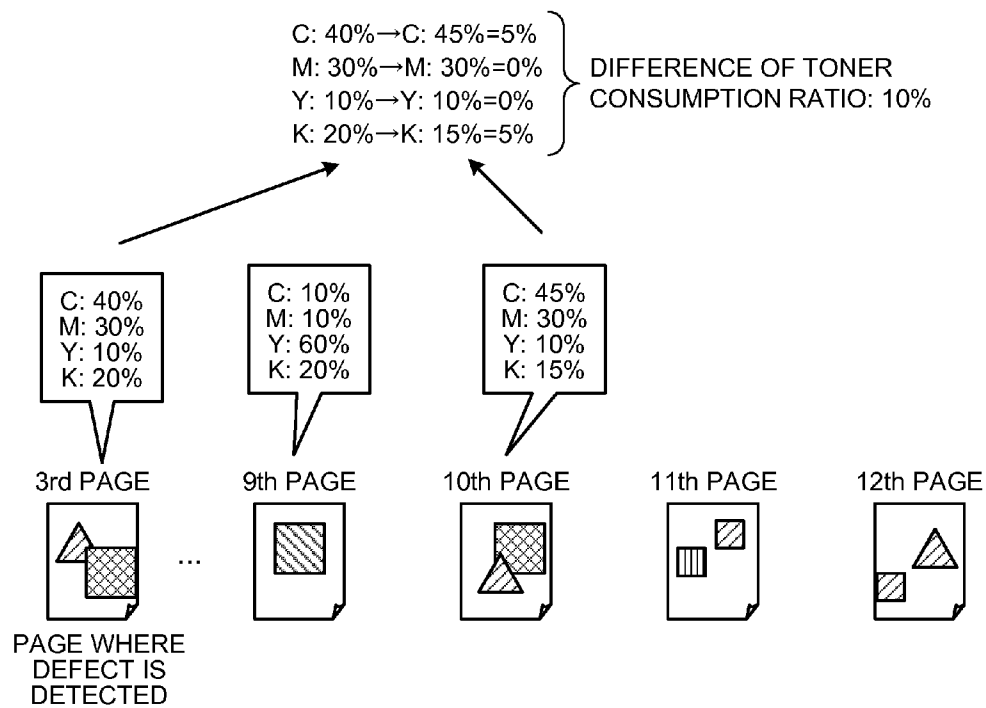 C: 40%→C: 45%=5%
M: 30%→M: 30%=0%
Y: 10%→Y: 10%=0%
K: 20%→K: 15%=5%
DIFFERENCE OF TONER
CONSUMPTION RATIO: 10%
C: 40%
M: 30%
Y: 10%
K: 20%
C: 10%
M: 10%
Y: 60%
K: 20%
C: 45%
M: 30%
Y: 10%
K: 15%
3rd PAGE
9th PAGE
10th PAGE
11th PAGE
12th PAGE
...
PAGE WHERE
DEFECT IS
DETECTED